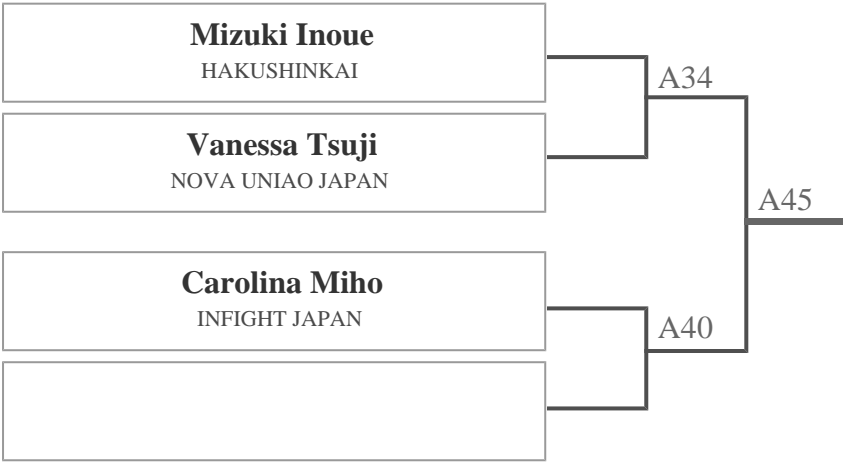 Mizuki Inoue
HAKUSHINKAI
A34
Vanessa Tsuji
NOVA UNIAO JAPAN
A45
Carolina Miho
INFIGHT JAPAN
A40